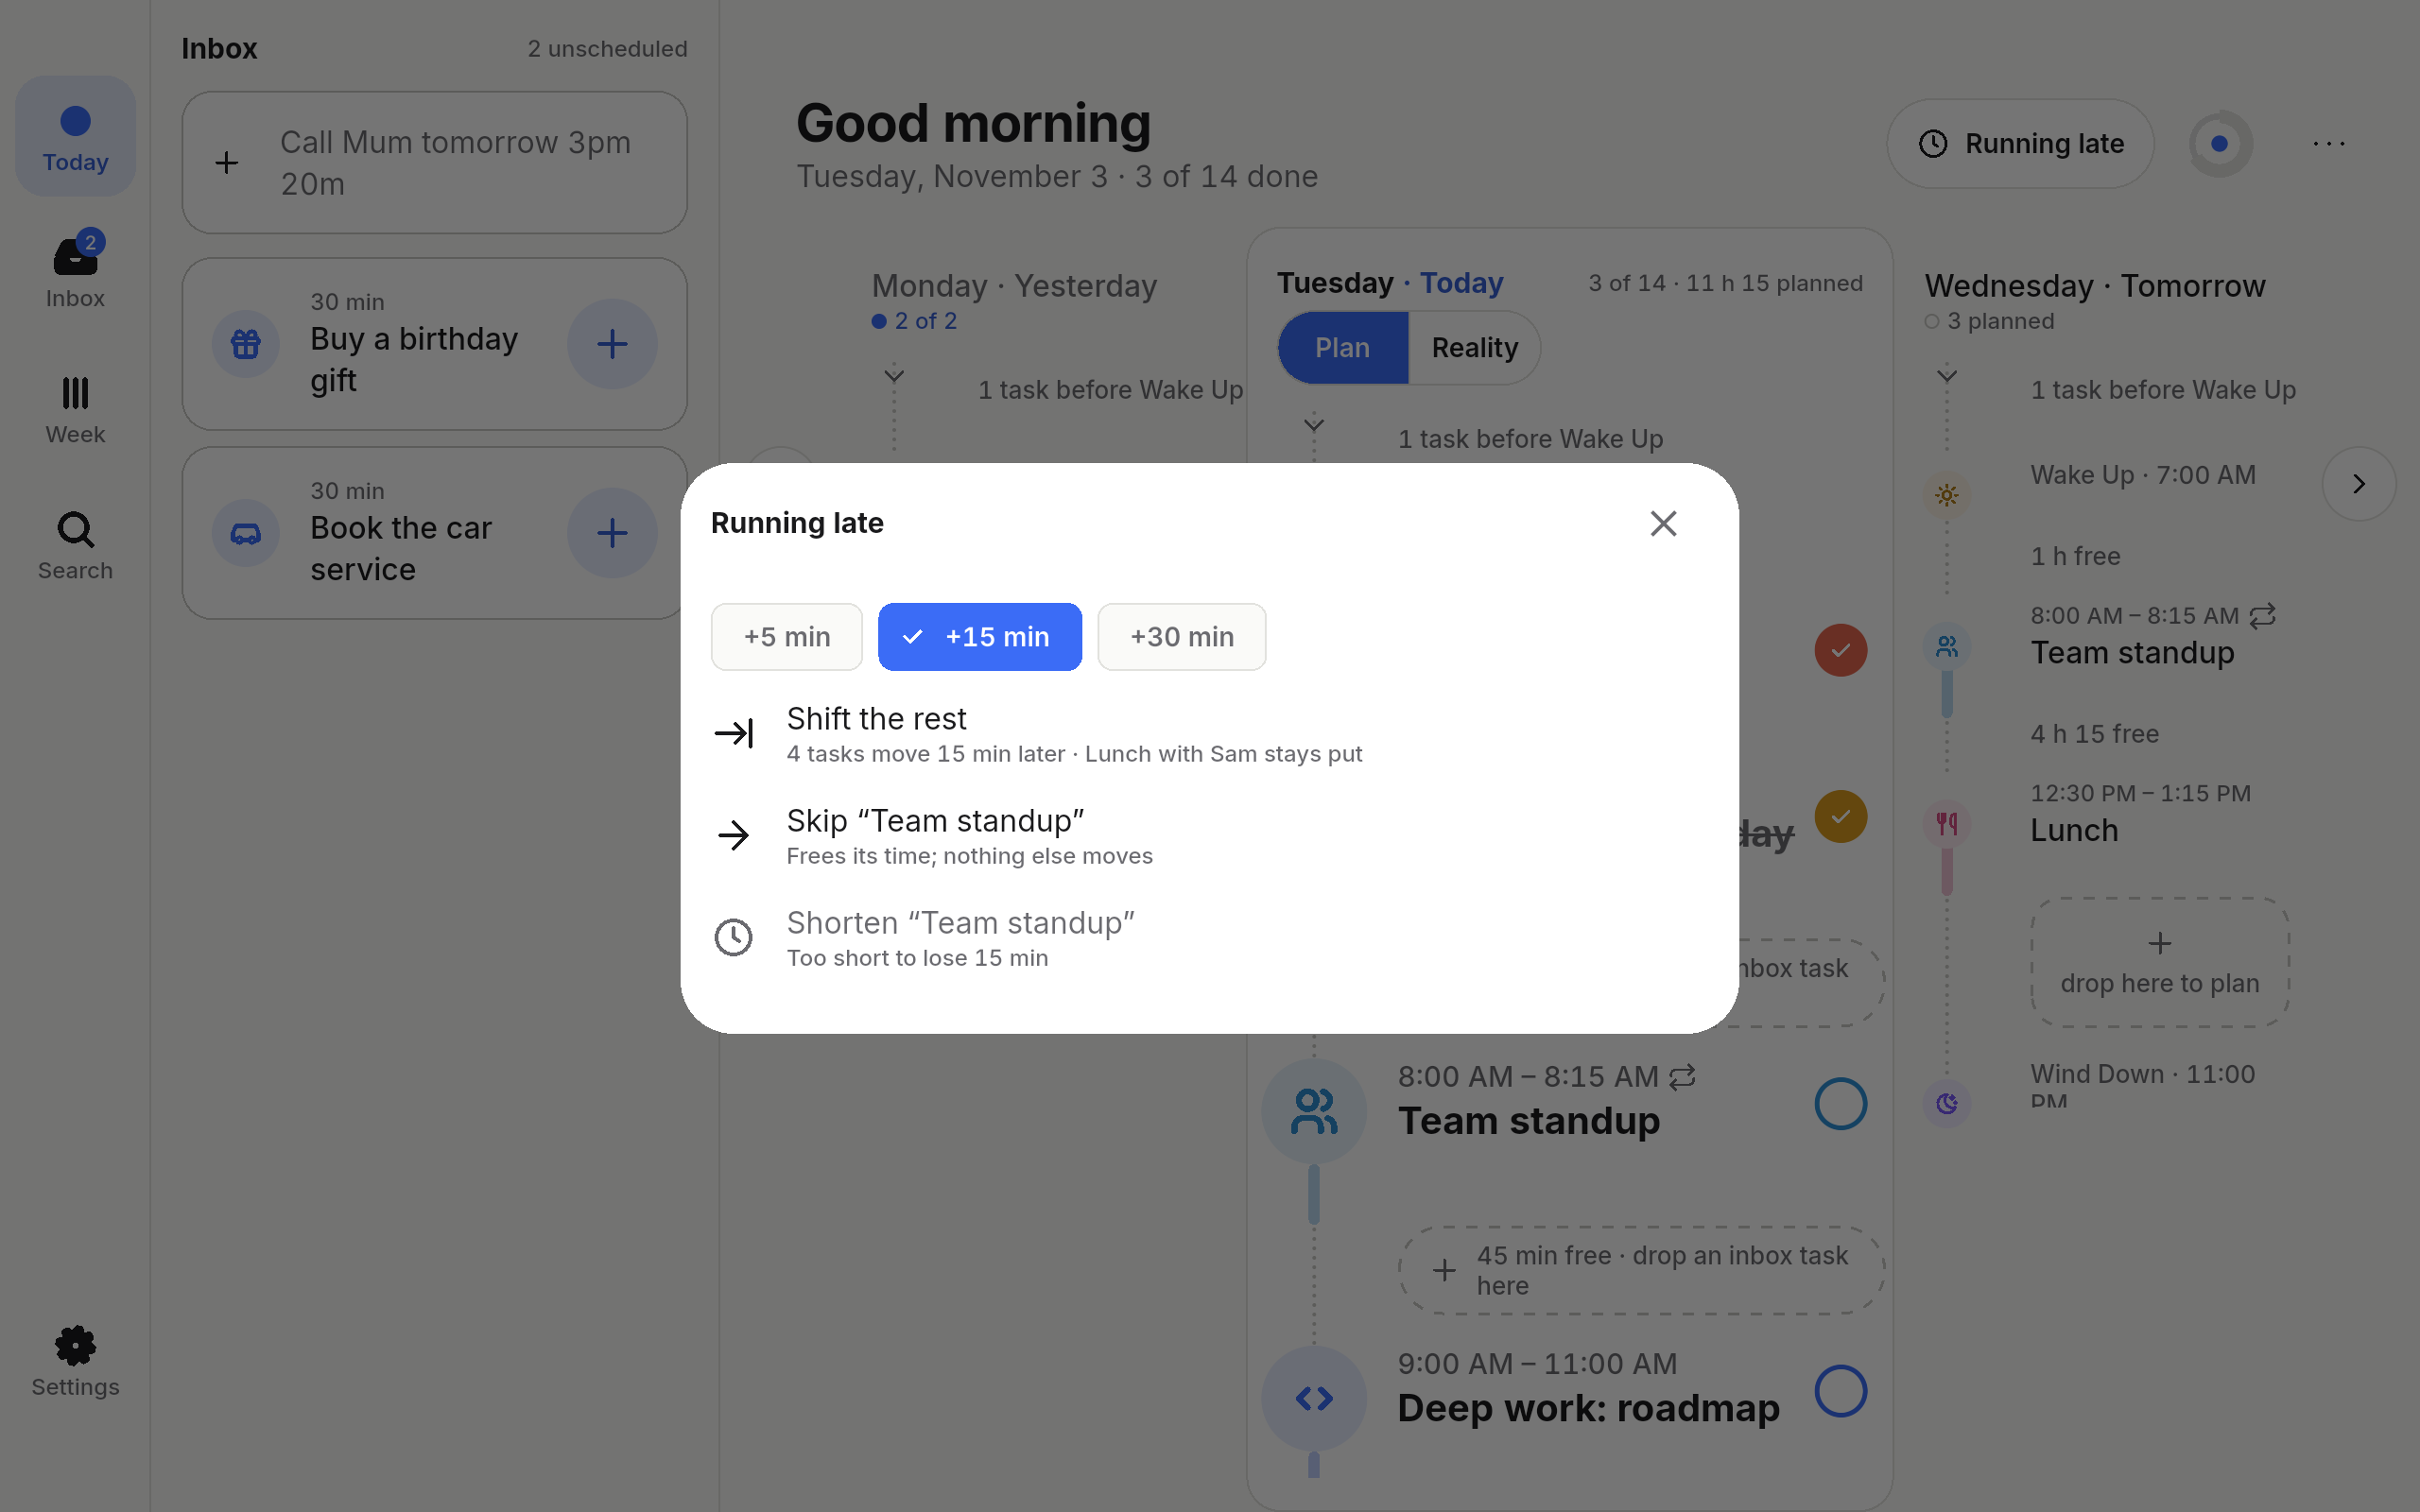 Today
2
Inbox
Week
Search
Settings
Inbox
2 unscheduled
Call Mum tomorrow 3pm
20m
30 min
Buy a birthday
gift
30 min
Book the car
service
Good morning
Tuesday, November 3 · 3 of 14 done
Running late
Monday · Yesterday
2 of 2
1 task before Wake Up
Tuesday · Today
3 of 14 · 11 h 15 planned
Plan
Reality
1 task before Wake Up
Running late
+5 min
+15 min
+30 min
Shift the rest
4 tasks move 15 min later · Lunch with Sam stays put
Skip “Team standup”
Frees its time; nothing else moves
Shorten “Team standup”
Too short to lose 15 min
task
8:00 AM – 8:15 AM
Team standup
45 min free · drop an inbox task
here
9:00 AM – 11:00 AM
Deep work: roadmap
Wednesday · Tomorrow
3 planned
1 task before Wake Up
Wake Up · 7:00 AM
1 h free
8:00 AM – 8:15 AM
Team standup
4 h 15 free
12:30 PM – 1:15 PM
Lunch
drop here to plan
Wind Down · 11:00
PM